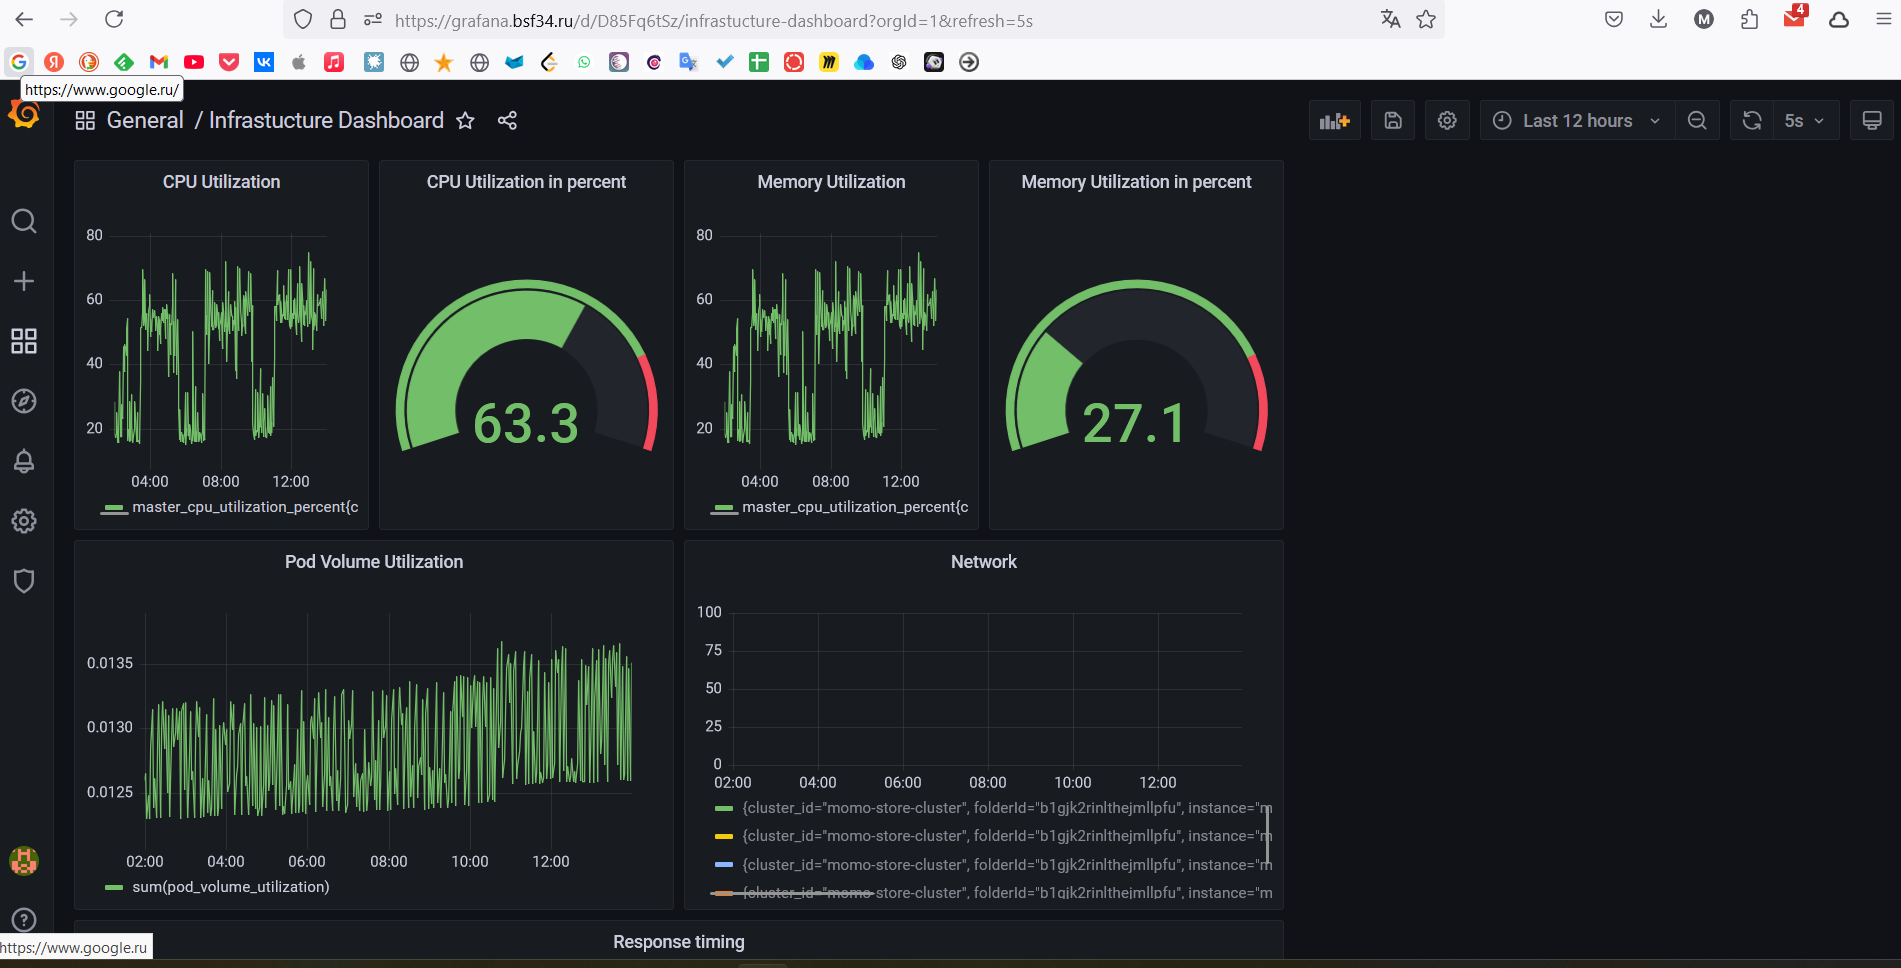 https://grafana.bsf34.ru/d/D85Fq6tSz/infrastucture-dashboard?orgId=1&refresh=5s
M
4
https://www.google.ru/
General / Infrastucture Dashboard
Last 12 hours
5s
CPU Utilization
80
60
40
20
04:00 08:00 12:00
master_cpu_utilization_percent{c
CPU Utilization in percent
63.3
Memory Utilization
80
60
40
20
04:00 08:00 12:00
master_cpu_utilization_percent{c
Memory Utilization in percent
27.1
Pod Volume Utilization
0.0135
0.0130
0.0125
02:00 04:00 06:00 08:00 10:00 12:00
sum(pod_volume_utilization)
Network
100
75
50
25
0
02:00 04:00 06:00 08:00 10:00 12:00
{cluster_id="momo-store-cluster", folderId="b1gjk2rinlthejmllpfu", instance="m
{cluster_id="momo-store-cluster", folderId="b1gjk2rinlthejmllpfu", instance="m
{cluster_id="momo-store-cluster", folderId="b1gjk2rinlthejmllpfu", instance="m
{cluster_id="momo-store-cluster", folderId="b1gjk2rinlthejmllpfu", instance="m
Response timing
https://www.google.ru